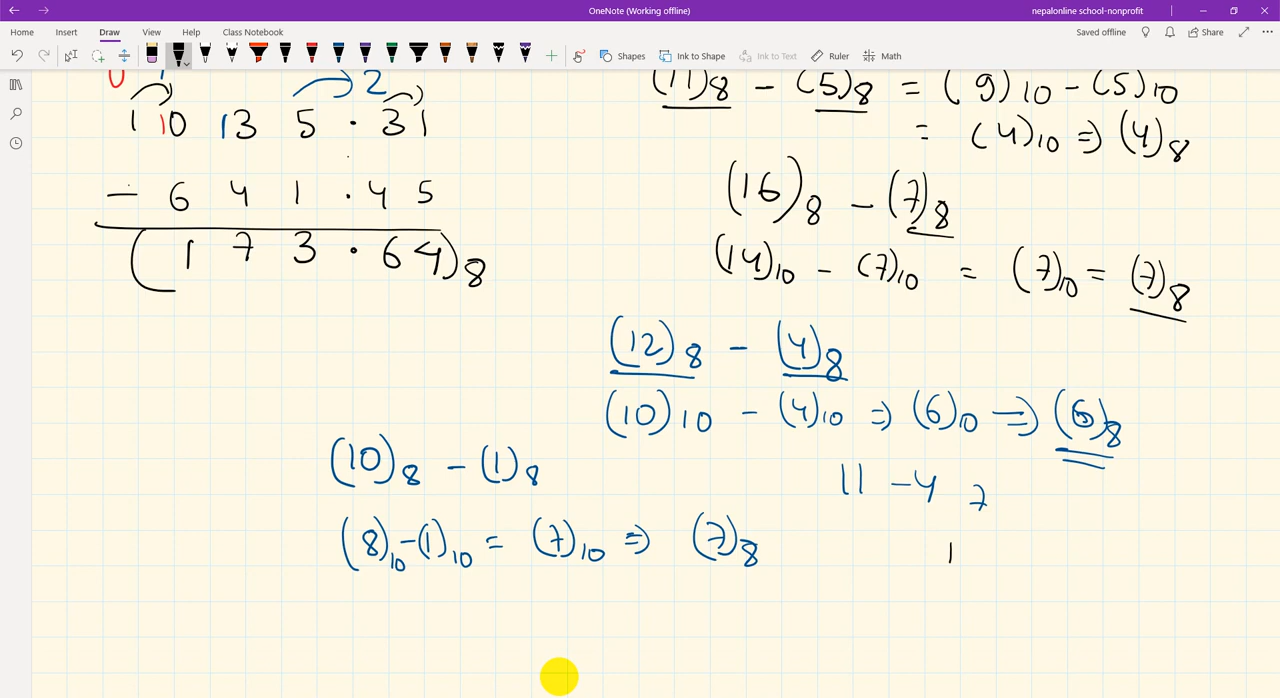 OneNote (Working offline)
nepalonline school-nonprofit
Home Insert Draw View Help Class Notebook
Saved offline Share
Shapes Ink to Shape Ink to Text Ruler Math
0 1 2
1 10 13 5 . 31
- 6 4 1 . 4 5
(1 7 3 . 6 4)8
(11)8 - (5)8 = (9)10 - (5)10
= (4)10 ⇒ (4)8
(16)8 - (7)8
(14)10 - (7)10 = (7)10 = (7)8
(12)8 - (4)8
(10)10 - (4)10 ⇒ (6)10 ⇒ (6)8
(10)8 - (1)8
11 - 4 7
(8)10 - (1)10 = (7)10 ⇒ (7)8
1